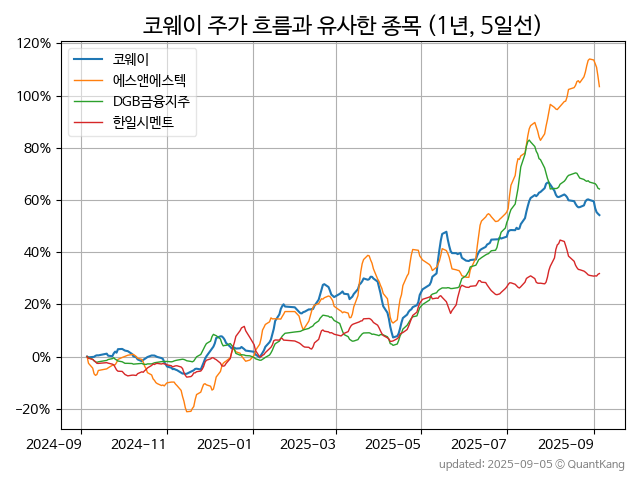 코웨이 주가 흐름과 유사한 종목 (1년, 5일선)
코웨이
에스앤에스텍
DGB금융지주
한일시멘트
120%
100%
80%
60%
40%
20%
0%
−20%
2024-09
2024-11
2025-01
2025-03
2025-05
2025-07
2025-09
updated: 2025-09-05 © QuantKang